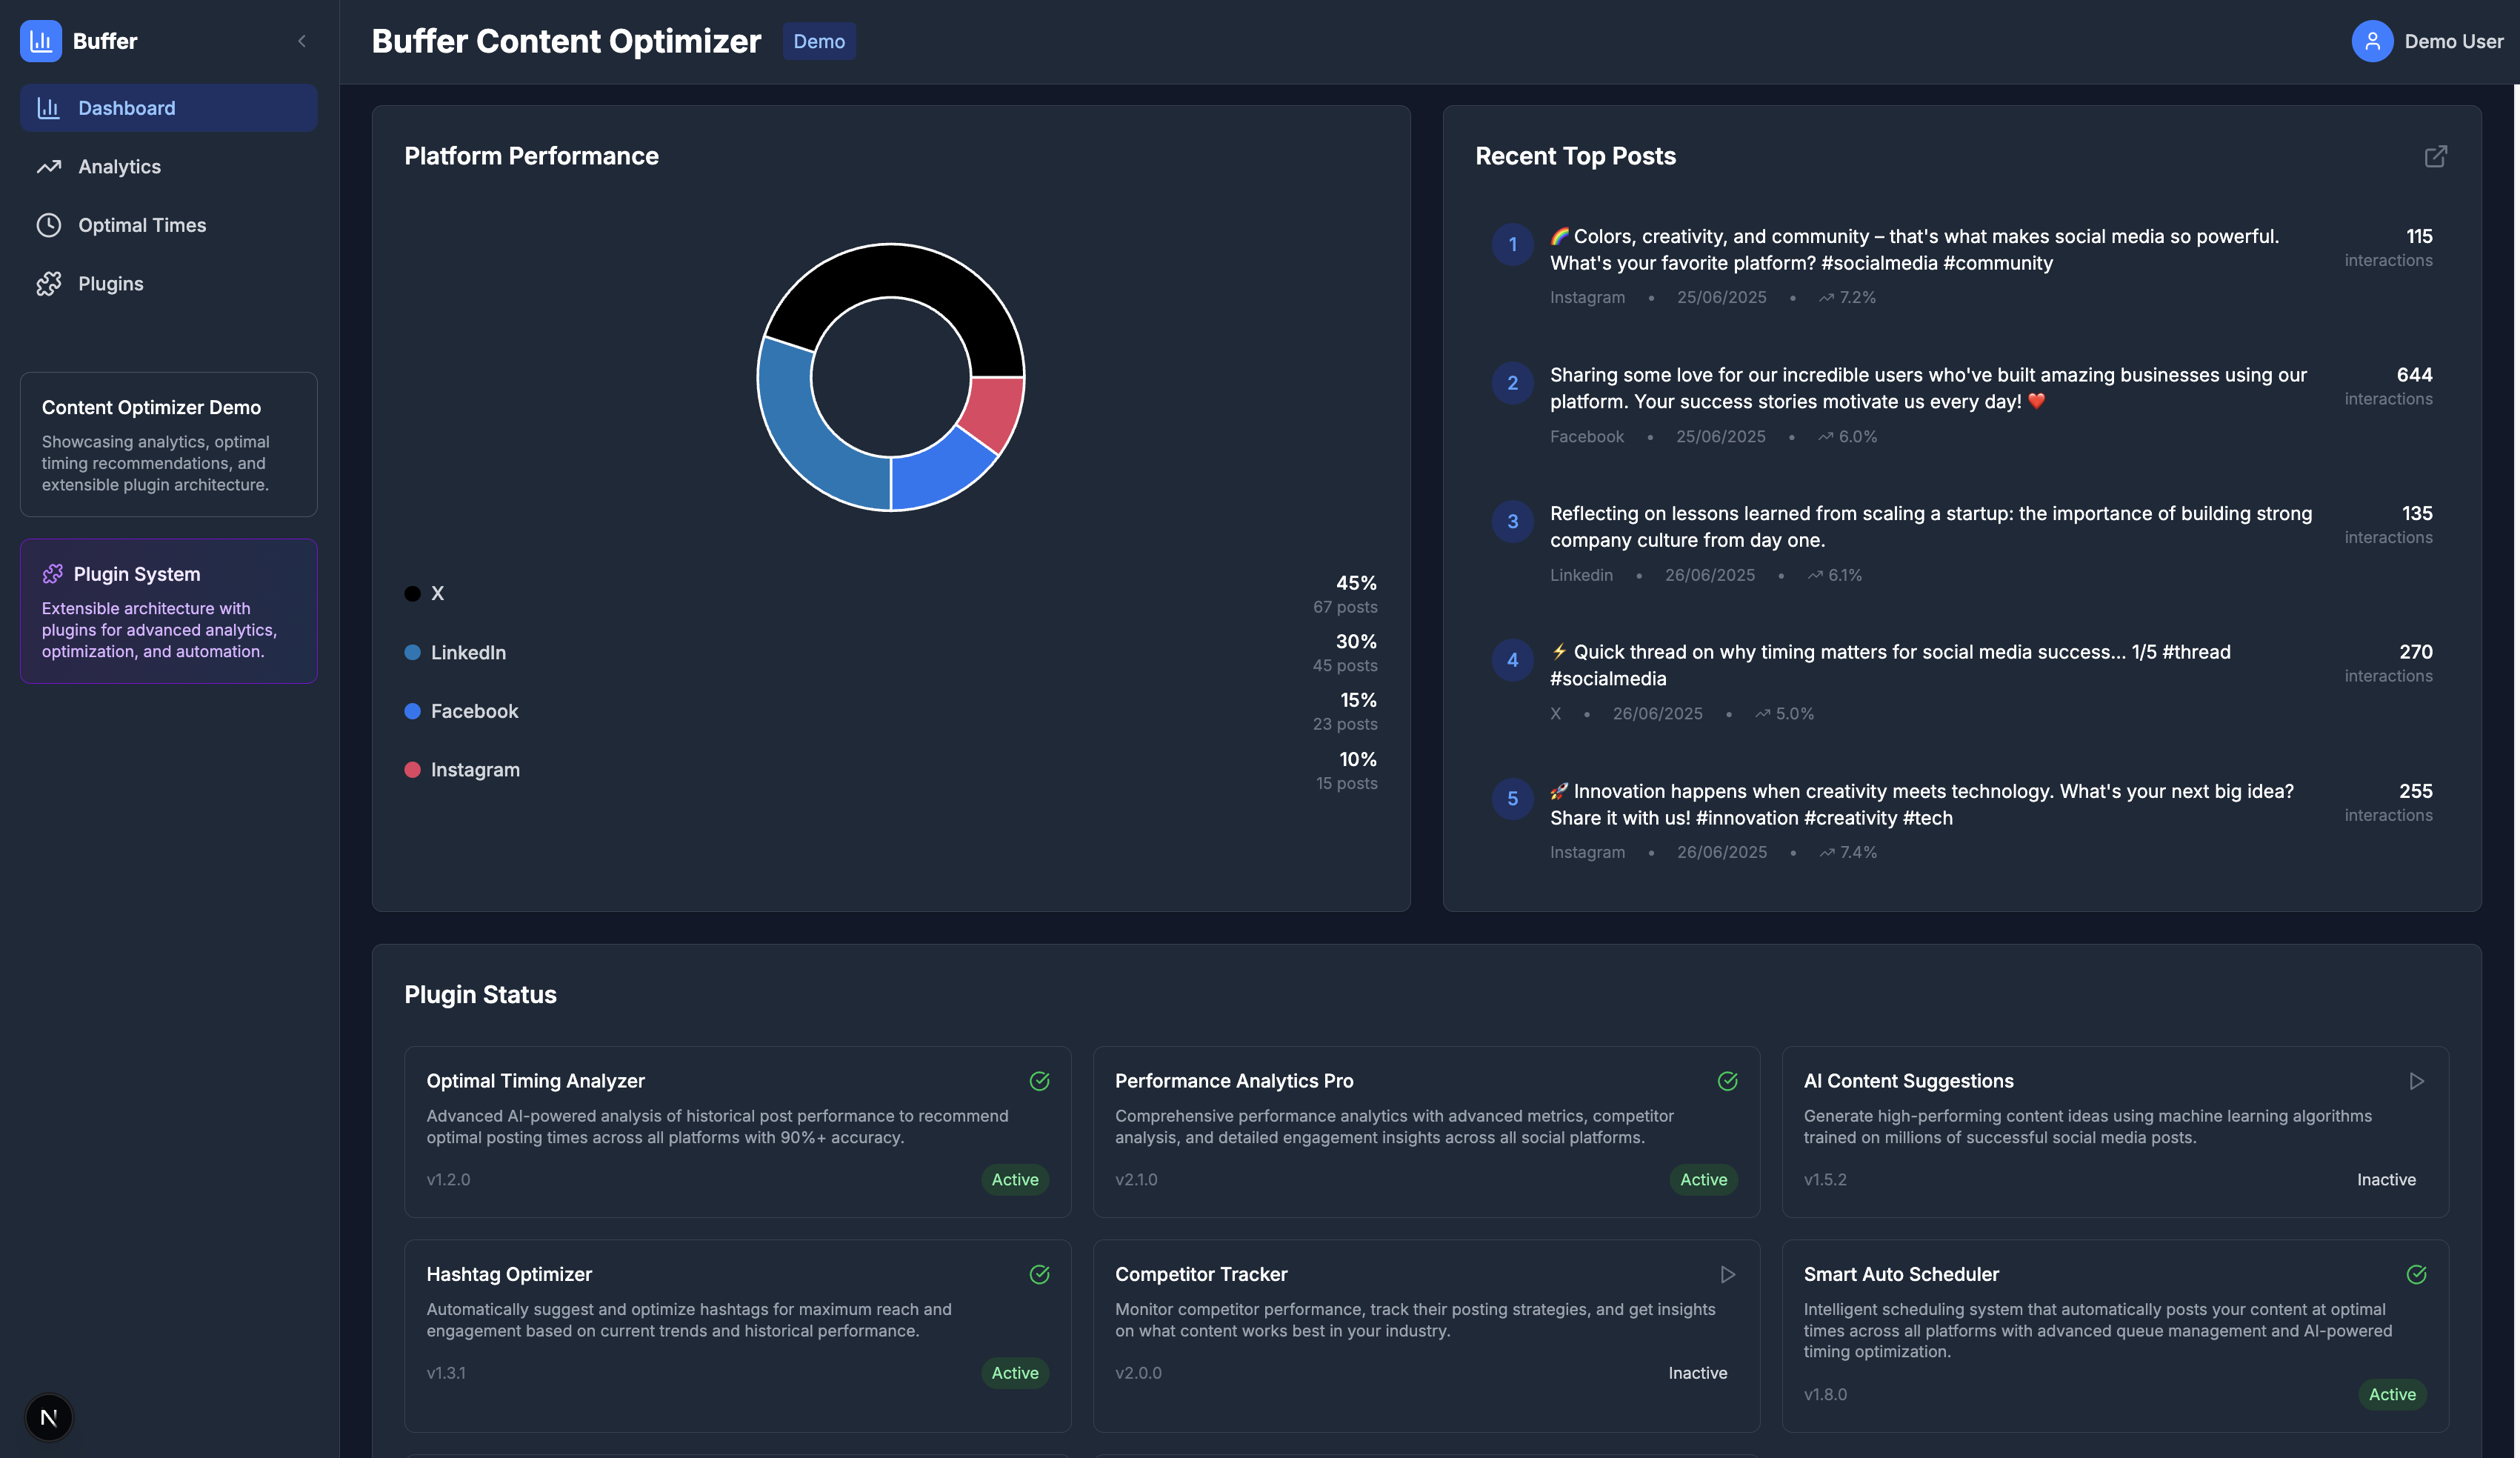 Buffer
Dashboard
Analytics
Optimal Times
Plugins
Content Optimizer Demo
Showcasing analytics, optimal
timing recommendations, and
extensible plugin architecture.
Plugin System
Extensible architecture with
plugins for advanced analytics,
optimization, and automation.
N
Buffer Content Optimizer
Demo
Demo User
Platform Performance
X
45%
67 posts
LinkedIn
30%
45 posts
Facebook
15%
23 posts
Instagram
10%
15 posts
Recent Top Posts
1
🌈 Colors, creativity, and community – that's what makes social media so powerful.
What's your favorite platform? #socialmedia #community
Instagram • 25/06/2025 • 7.2%
115
interactions
2
Sharing some love for our incredible users who've built amazing businesses using our
platform. Your success stories motivate us every day! ❤️
Facebook • 25/06/2025 • 6.0%
644
interactions
3
Reflecting on lessons learned from scaling a startup: the importance of building strong
company culture from day one.
Linkedin • 26/06/2025 • 6.1%
135
interactions
4
⚡ Quick thread on why timing matters for social media success... 1/5 #thread
#socialmedia
X • 26/06/2025 • 5.0%
270
interactions
5
🚀 Innovation happens when creativity meets technology. What's your next big idea?
Share it with us! #innovation #creativity #tech
Instagram • 26/06/2025 • 7.4%
255
interactions
Plugin Status
Optimal Timing Analyzer
Advanced AI-powered analysis of historical post performance to recommend
optimal posting times across all platforms with 90%+ accuracy.
v1.2.0
Active
Performance Analytics Pro
Comprehensive performance analytics with advanced metrics, competitor
analysis, and detailed engagement insights across all social platforms.
v2.1.0
Active
AI Content Suggestions
Generate high-performing content ideas using machine learning algorithms
trained on millions of successful social media posts.
v1.5.2
Inactive
Hashtag Optimizer
Automatically suggest and optimize hashtags for maximum reach and
engagement based on current trends and historical performance.
v1.3.1
Active
Competitor Tracker
Monitor competitor performance, track their posting strategies, and get insights
on what content works best in your industry.
v2.0.0
Inactive
Smart Auto Scheduler
Intelligent scheduling system that automatically posts your content at optimal
times across all platforms with advanced queue management and AI-powered
timing optimization.
v1.8.0
Active